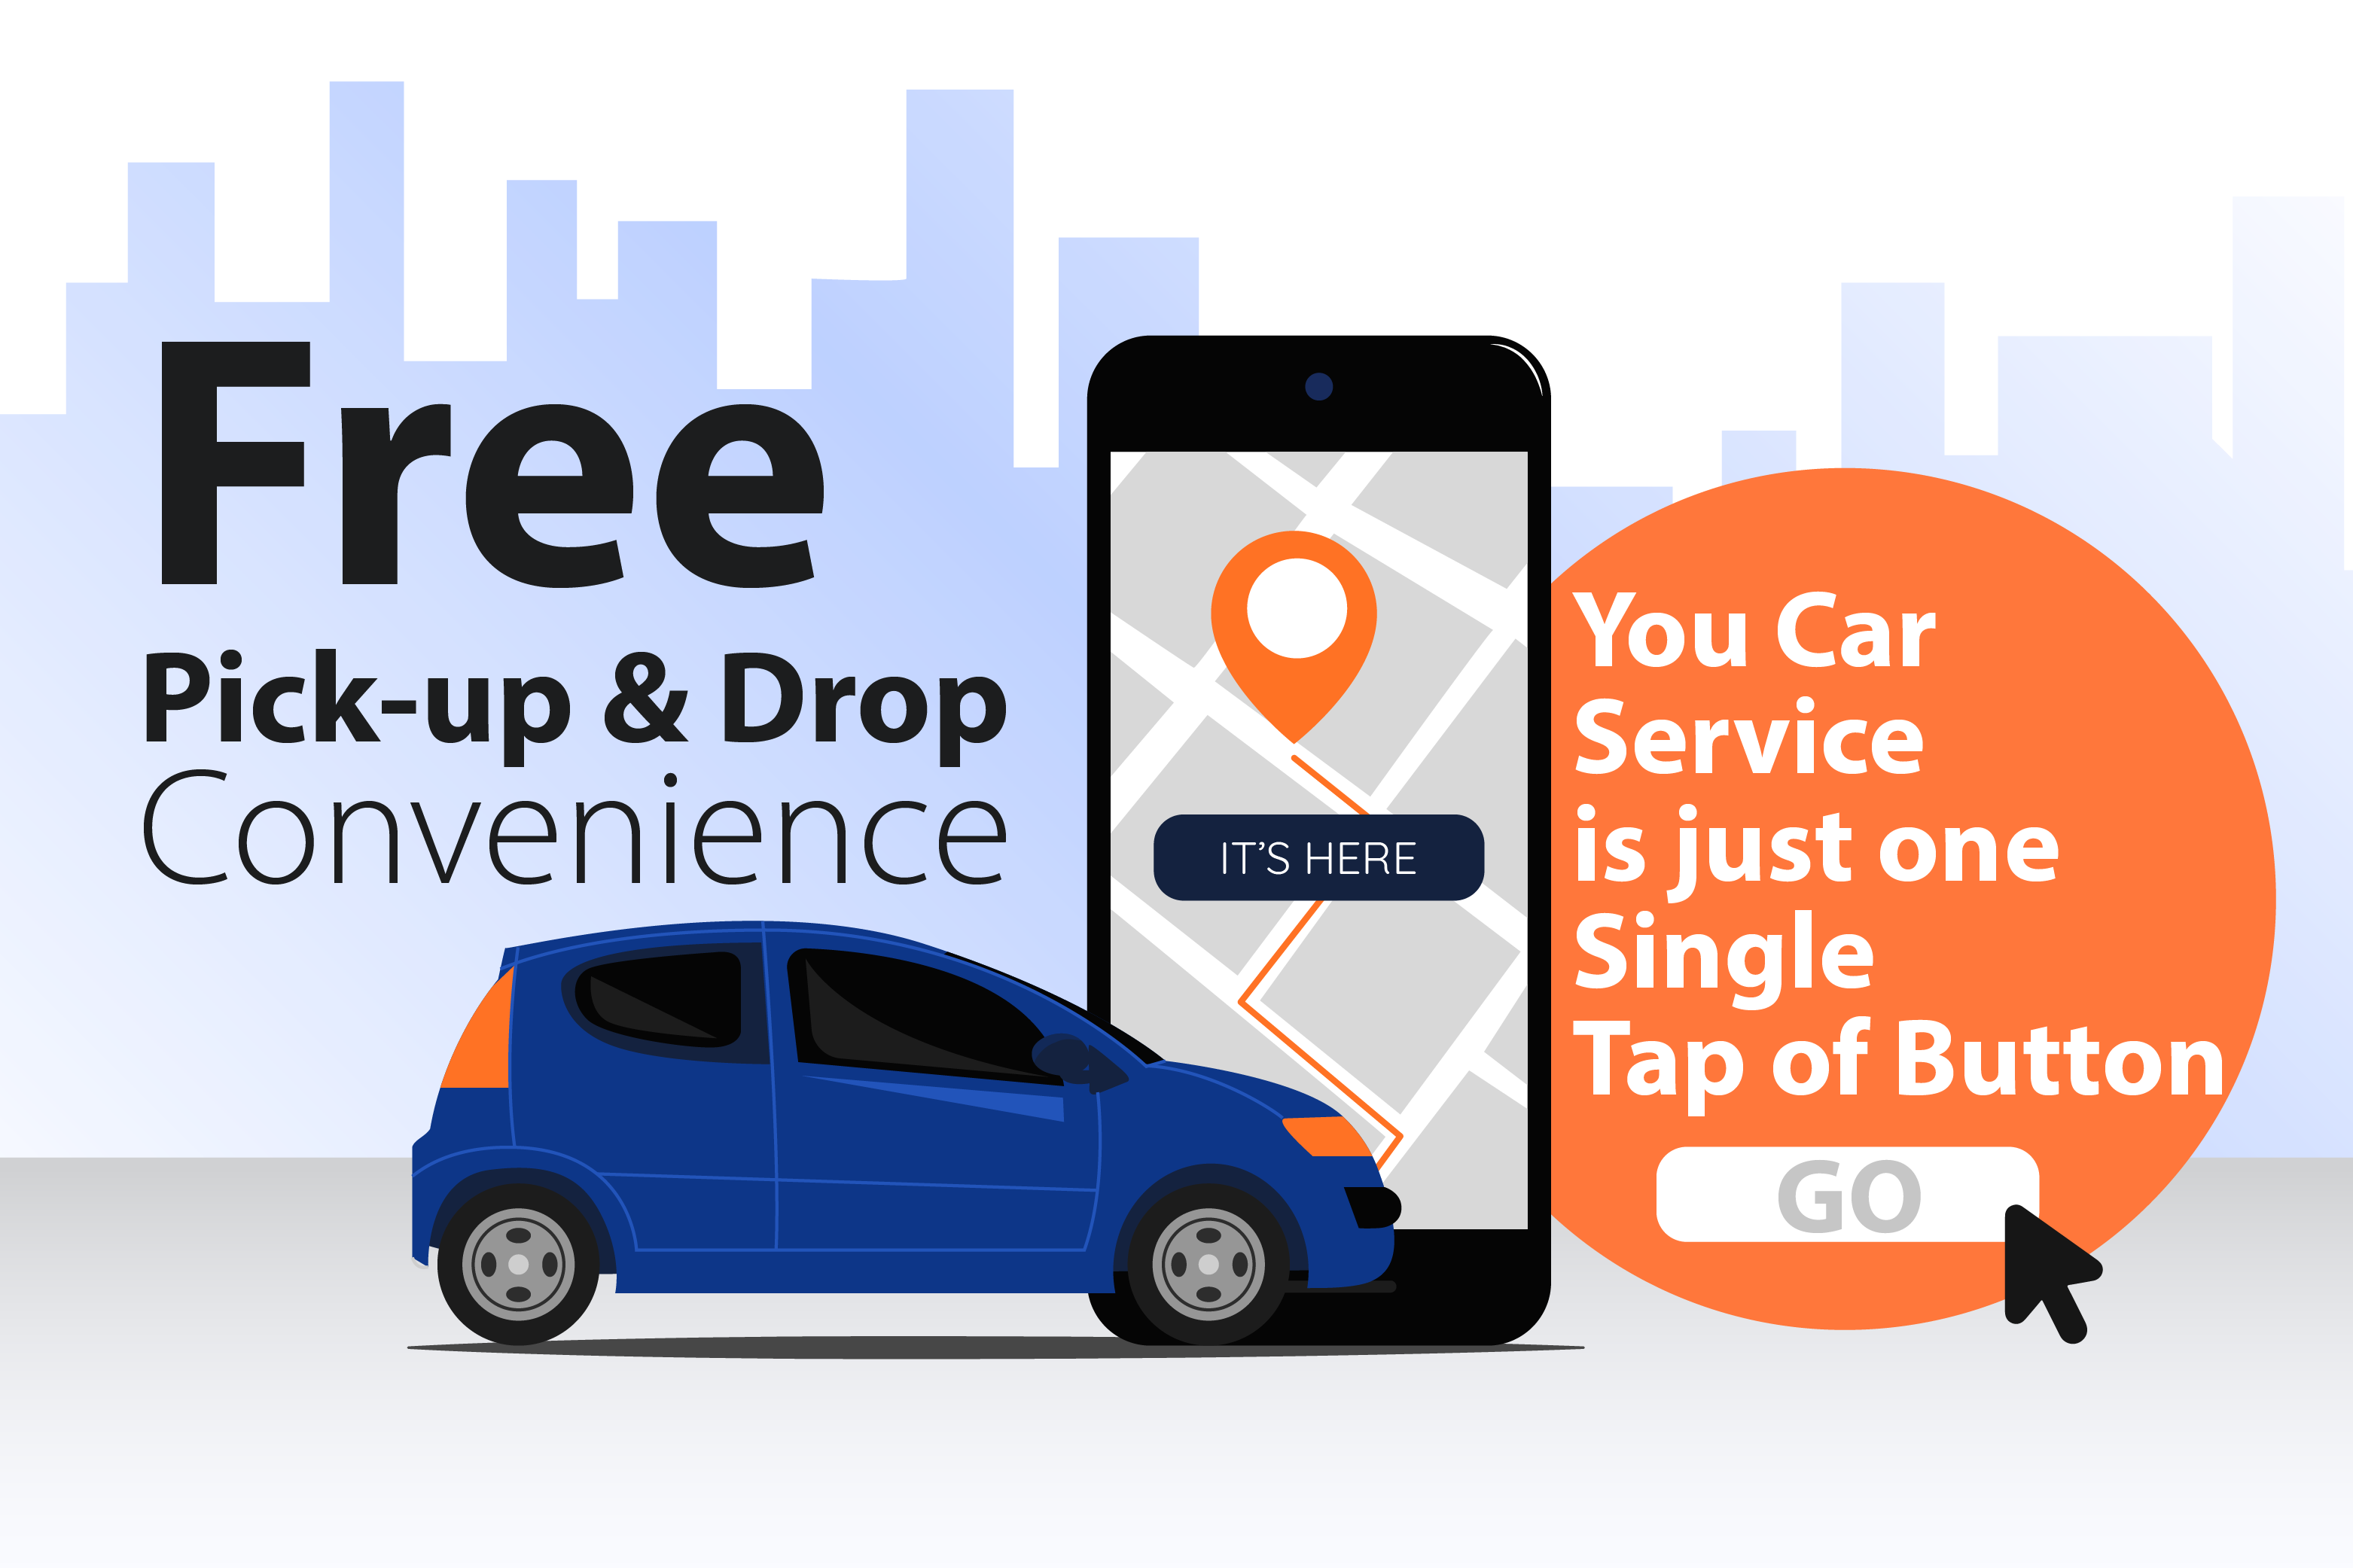 Free
Pick-up & Drop
Convenience
IT'S HERE
You Car
Service
is just one
Single
Tap of Button
GO